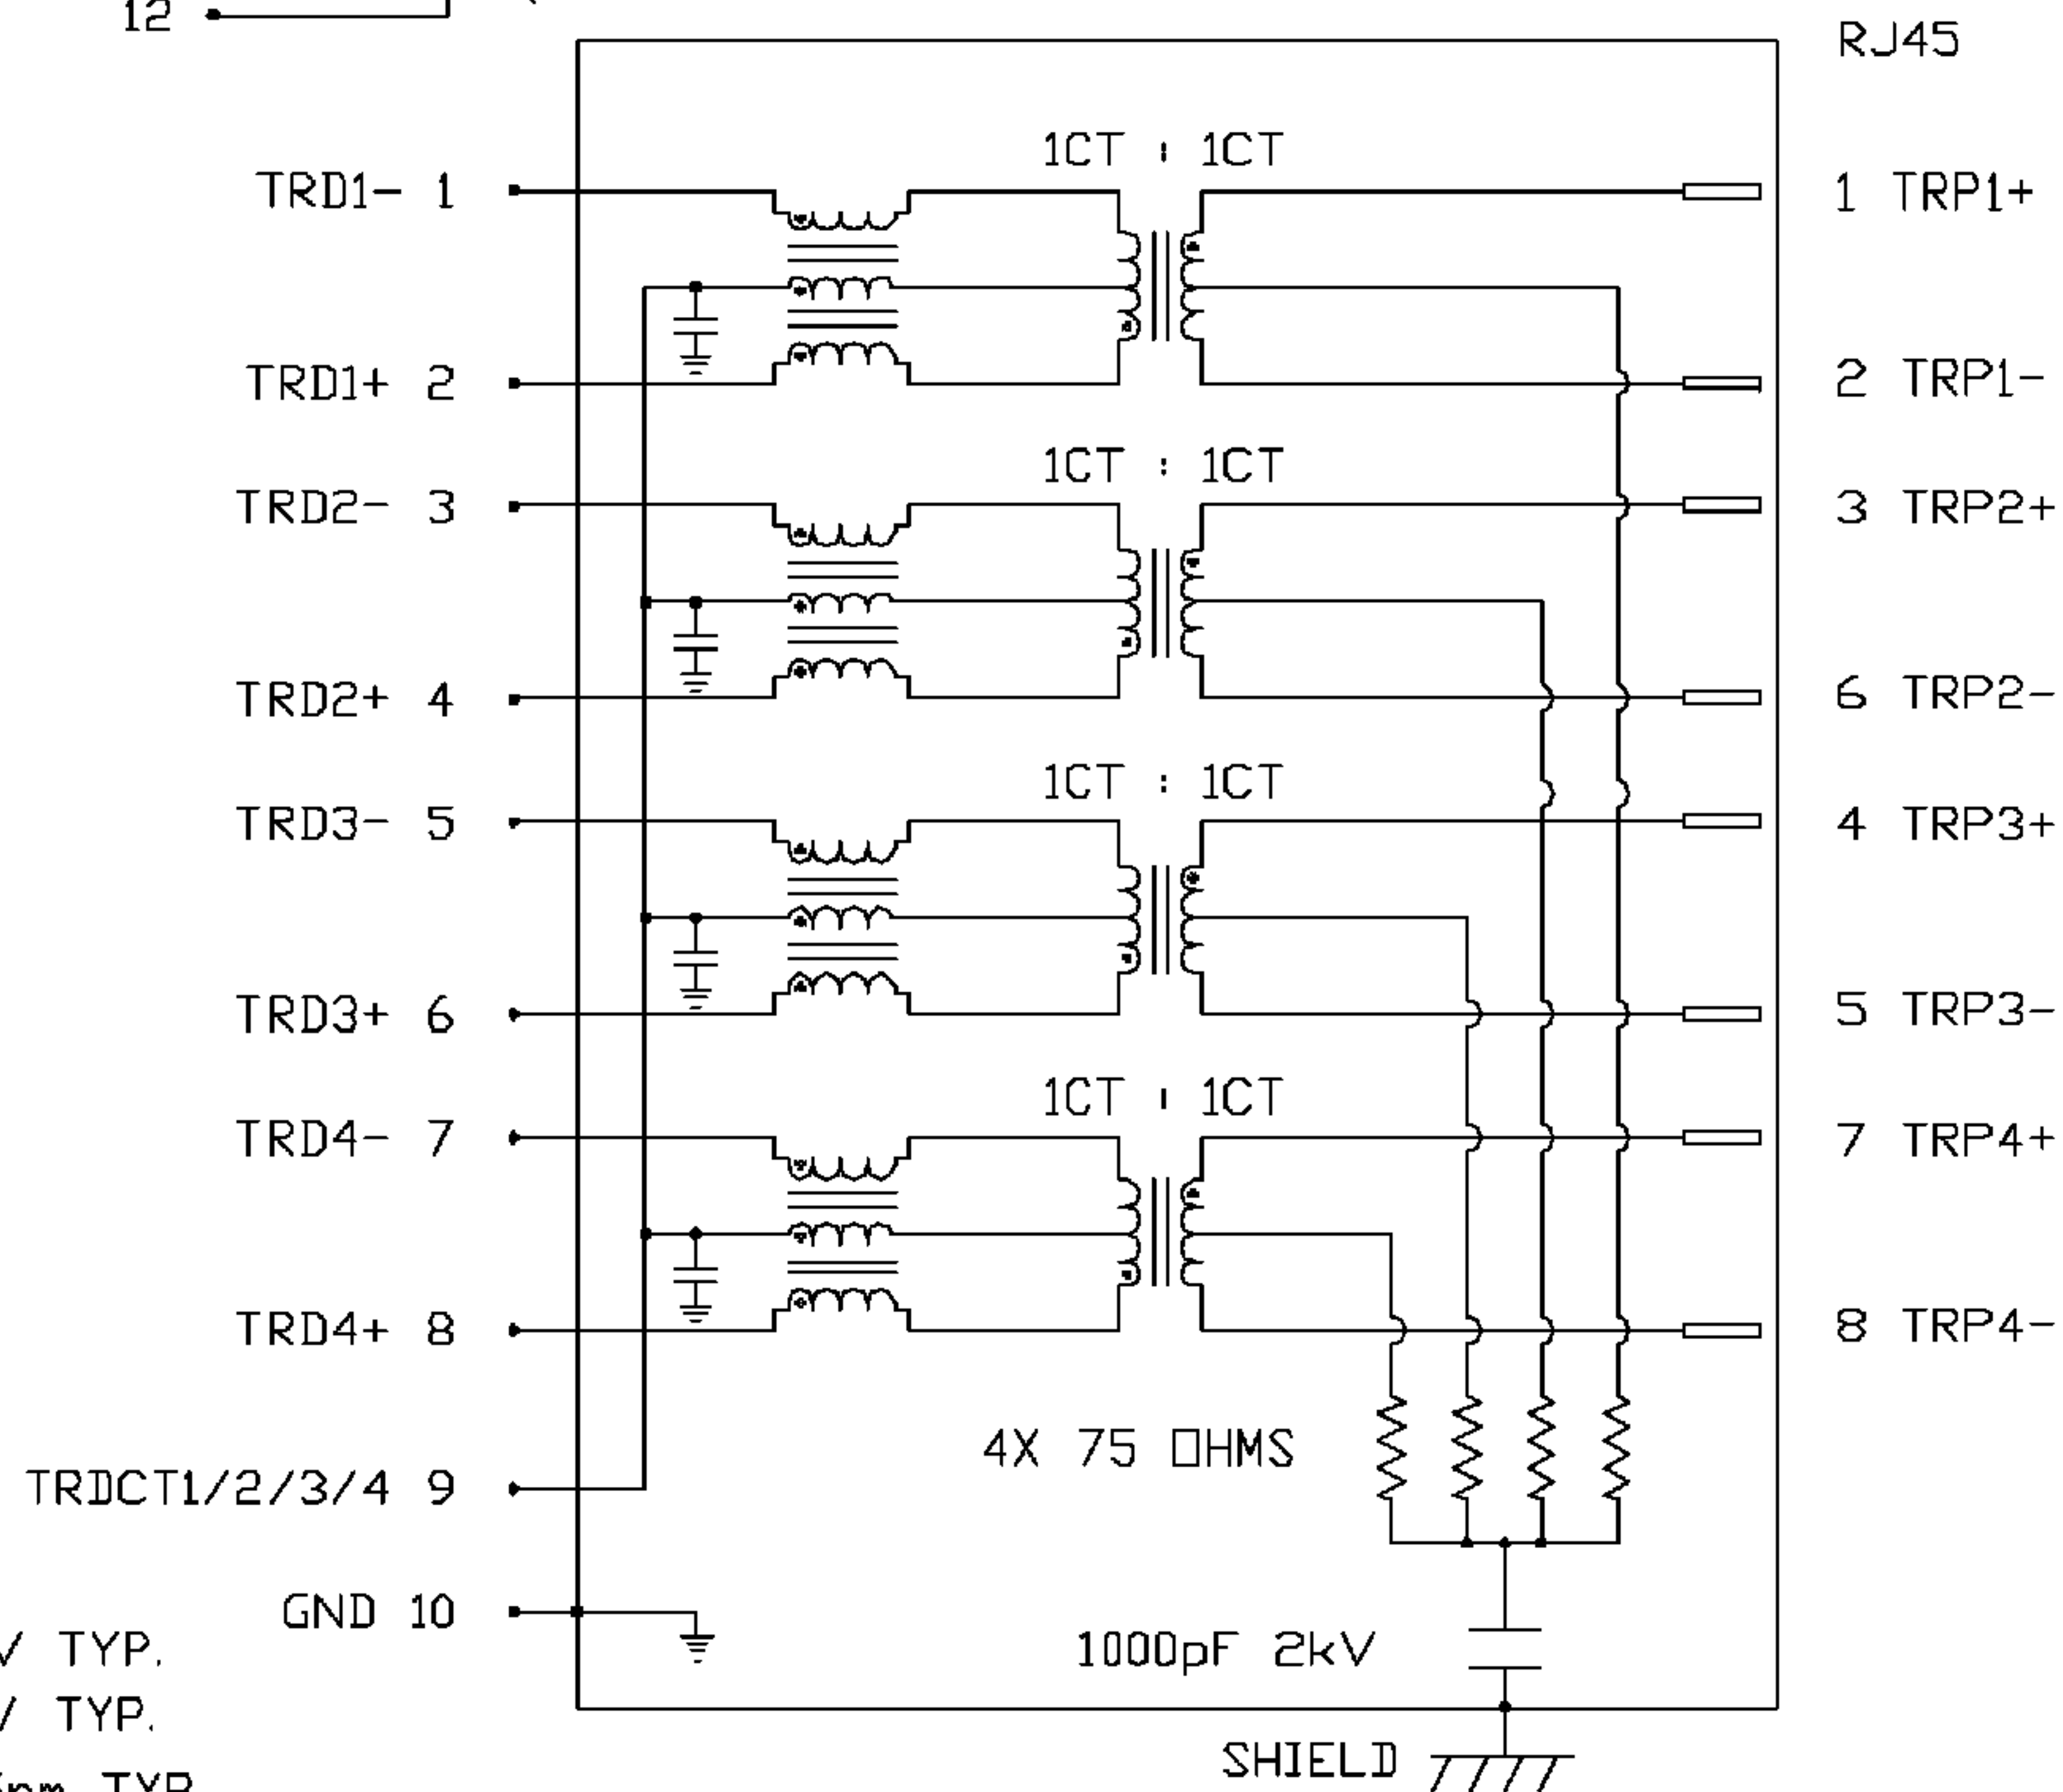 12
RJ45
1CT : 1CT
TRD1- 1
1 TRP1+
TRD1+ 2
2 TRP1-
1CT : 1CT
TRD2- 3
3 TRP2+
TRD2+ 4
6 TRP2-
1CT : 1CT
TRD3- 5
4 TRP3+
TRD3+ 6
5 TRP3-
1CT : 1CT
TRD4- 7
7 TRP4+
TRD4+ 8
8 TRP4-
4X 75 OHMS
TRDCT1/2/3/4 9
GND 10
V TYP.
1000pF 2kV
TYP.
SHIELD